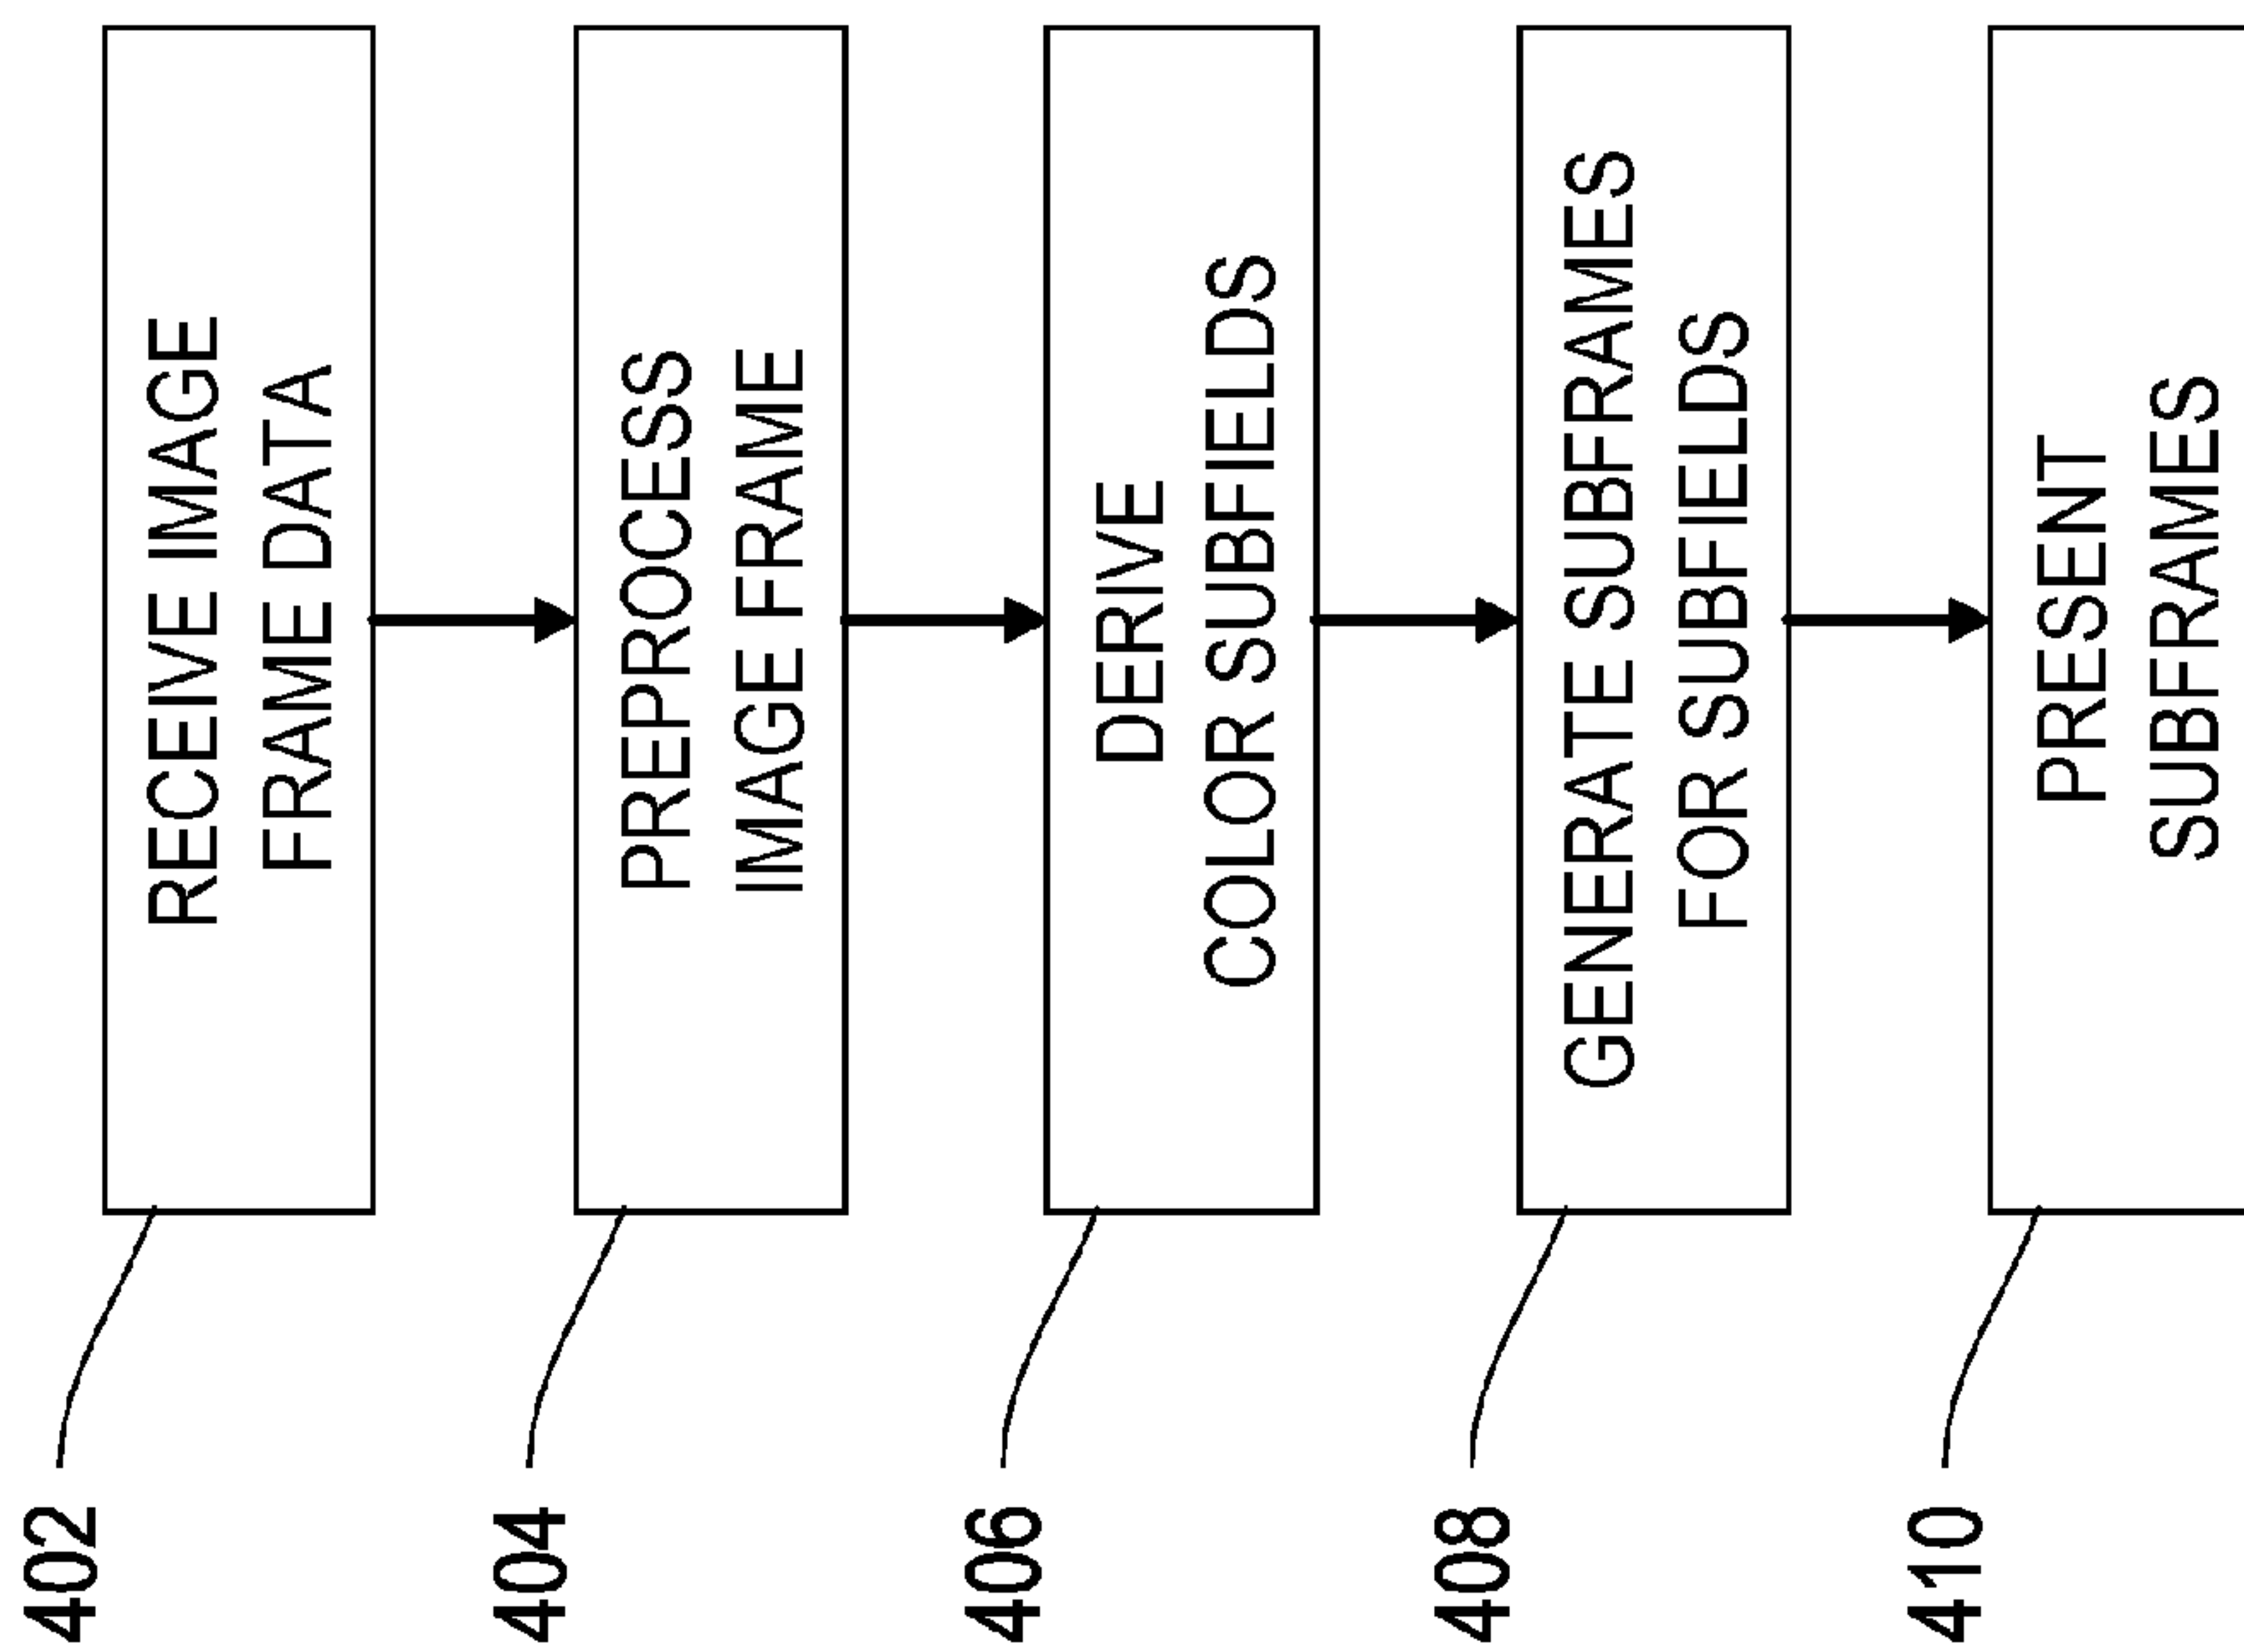 402
RECEIVE IMAGE
FRAME DATA
404
PREPROCESS
IMAGE FRAME
406
DERIVE
COLOR SUBFIELDS
408
GENERATE SUBFRAMES
FOR SUBFIELDS
410
PRESENT
SUBFRAMES